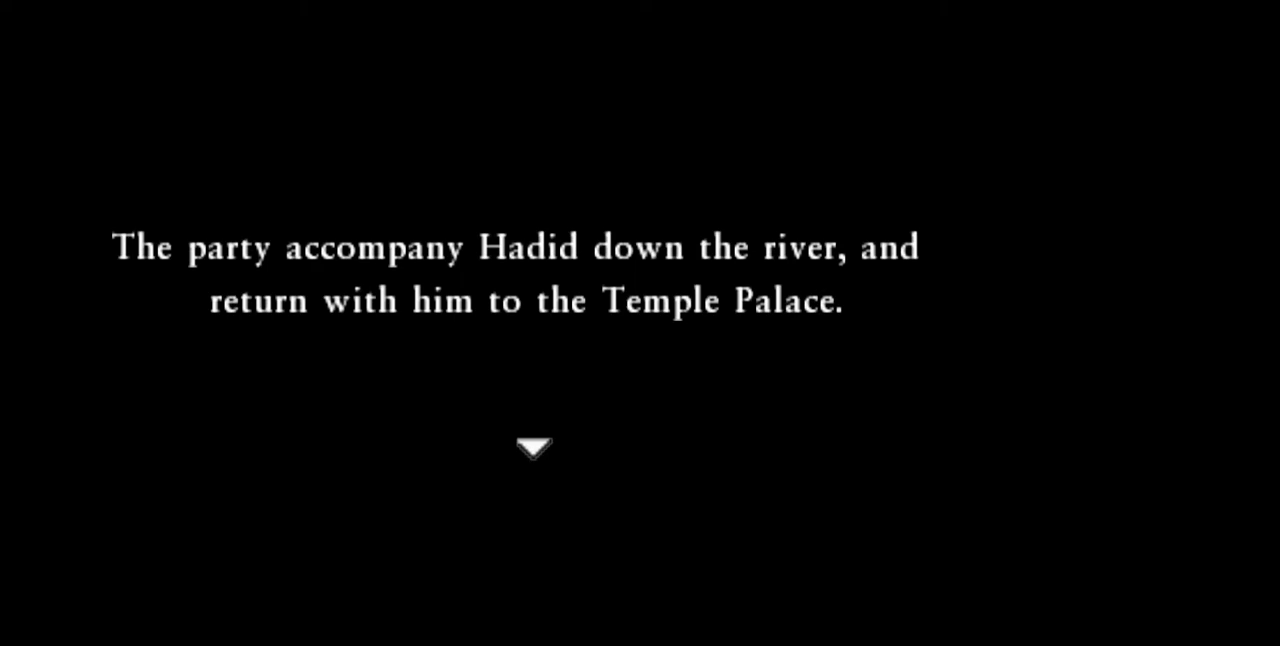 The party accompany Hadid down the river, and
return with him to the Temple Palace.